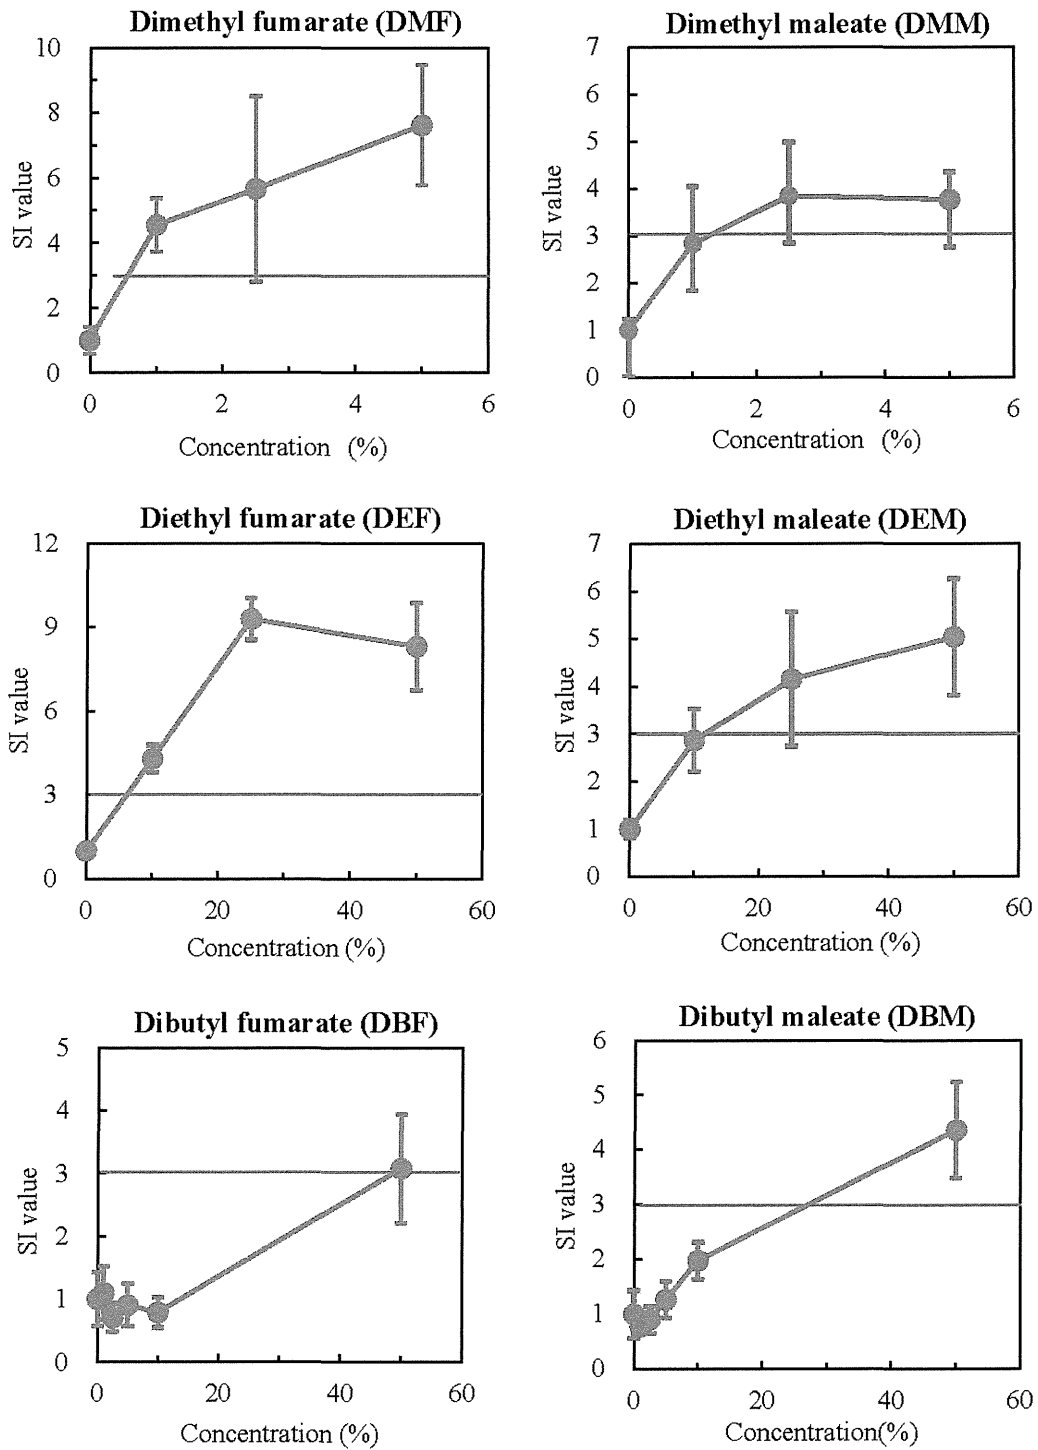 Dimethyl fumarate (DMF)
10
8
6
4
2
0
SI value
0 2 4 6
Concentration (%)
Dimethyl maleate (DMM)
7
6
5
4
3
2
1
0
SI value
0 2 4 6
Concentration (%)
Diethyl fumarate (DEF)
12
9
6
3
0
SI value
0 20 40 60
Concentration (%)
Diethyl maleate (DEM)
7
6
5
4
3
2
1
0
SI value
0 20 40 60
Concentration (%)
Dibutyl fumarate (DBF)
5
4
3
2
1
0
SI value
0 20 40 60
Concentration (%)
Dibutyl maleate (DBM)
6
5
4
3
2
1
0
SI value
0 20 40 60
Concentration(%)